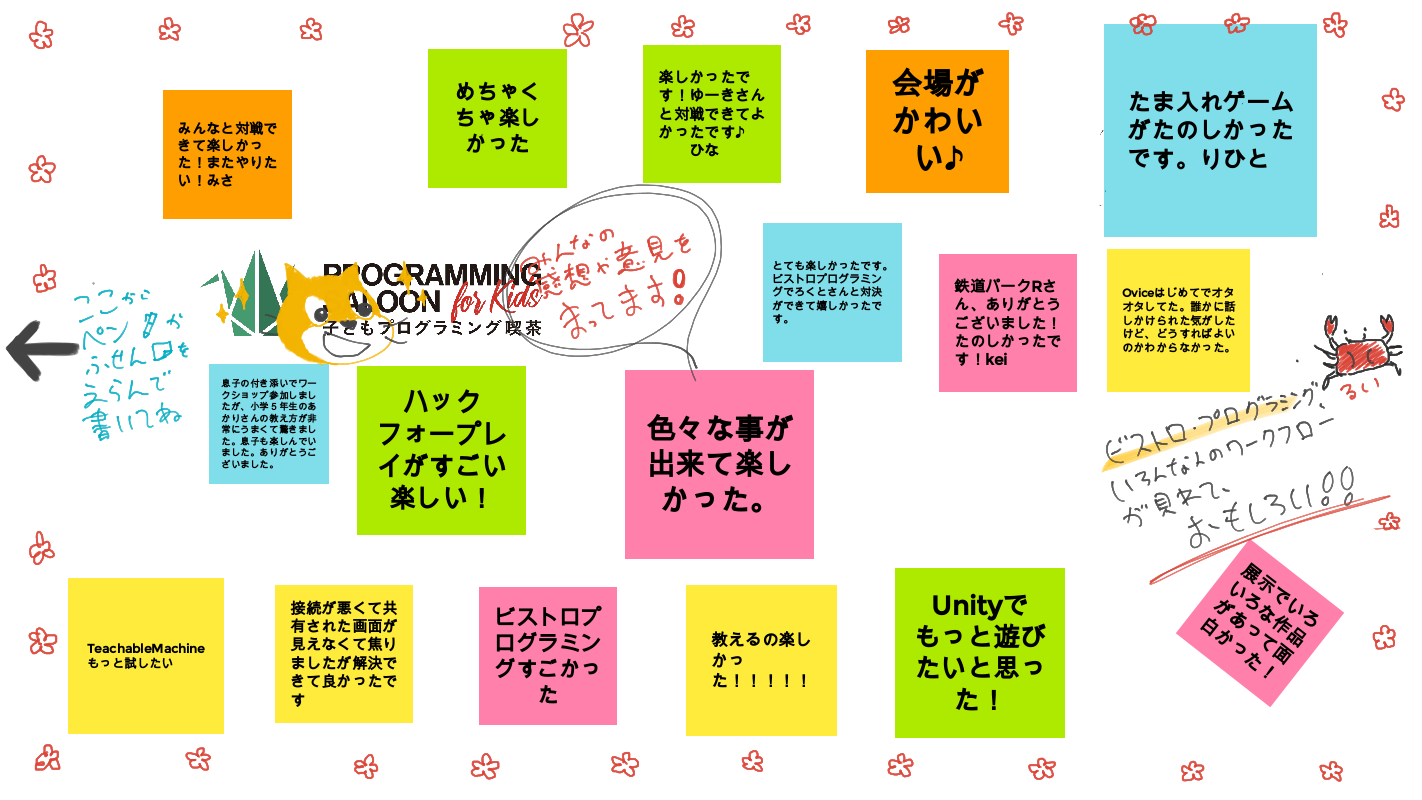 みんなと対戦で
きて楽しかっ
た！またやりた
い！みさ
めちゃく
ちゃ楽し
かった
楽しかったで
す！ゆーきさん
と対戦できてよ
かったです♪
ひな
会場が
かわい
い♪
たま入れゲーム
がたのしかった
です。りひと
ここから
ペンか
ふせんを
えらんで
書いてね
PROGRAMMING
SALOON for Kids
子どもプログラミング喫茶
みんなの
感想や意見を
まってます!
とても楽しかったです。
ビストロプログラミン
グでろくとさんと対決
ができて嬉しかったで
す。
鉄道パークRさ
ん、ありがとう
ございました！
たのしかったで
す！kei
Oviceはじめてでオタ
オタしてた。誰かに話
しかけられた気がした
けど、どうすればよい
のかわからなかった。
るい
息子の付き添いでワー
クショップ参加しまし
たが、小学５年生のあ
かりさんの教え方が非
常にうまくて驚きまし
た。息子も楽しんでい
ました。ありがとうご
ざいました。
ハック
フォープレ
イがすごい
楽しい！
色々な事が
出来て楽し
かった。
ビストロ・プログラミング、
いろんな人のワークフロー
が見れて、
おもしろい!!
TeachableMachine
もっと試したい
接続が悪くて共
有された画面が
見えなくて焦り
ましたが解決で
きて良かったで
す
ビストロプ
ログラミン
グすごかっ
た
教えるの楽し
かっ
た！！！！！
Unityで
もっと遊び
たいと思っ
た！
展示でいろ
いろな作品
があって面
白かった！